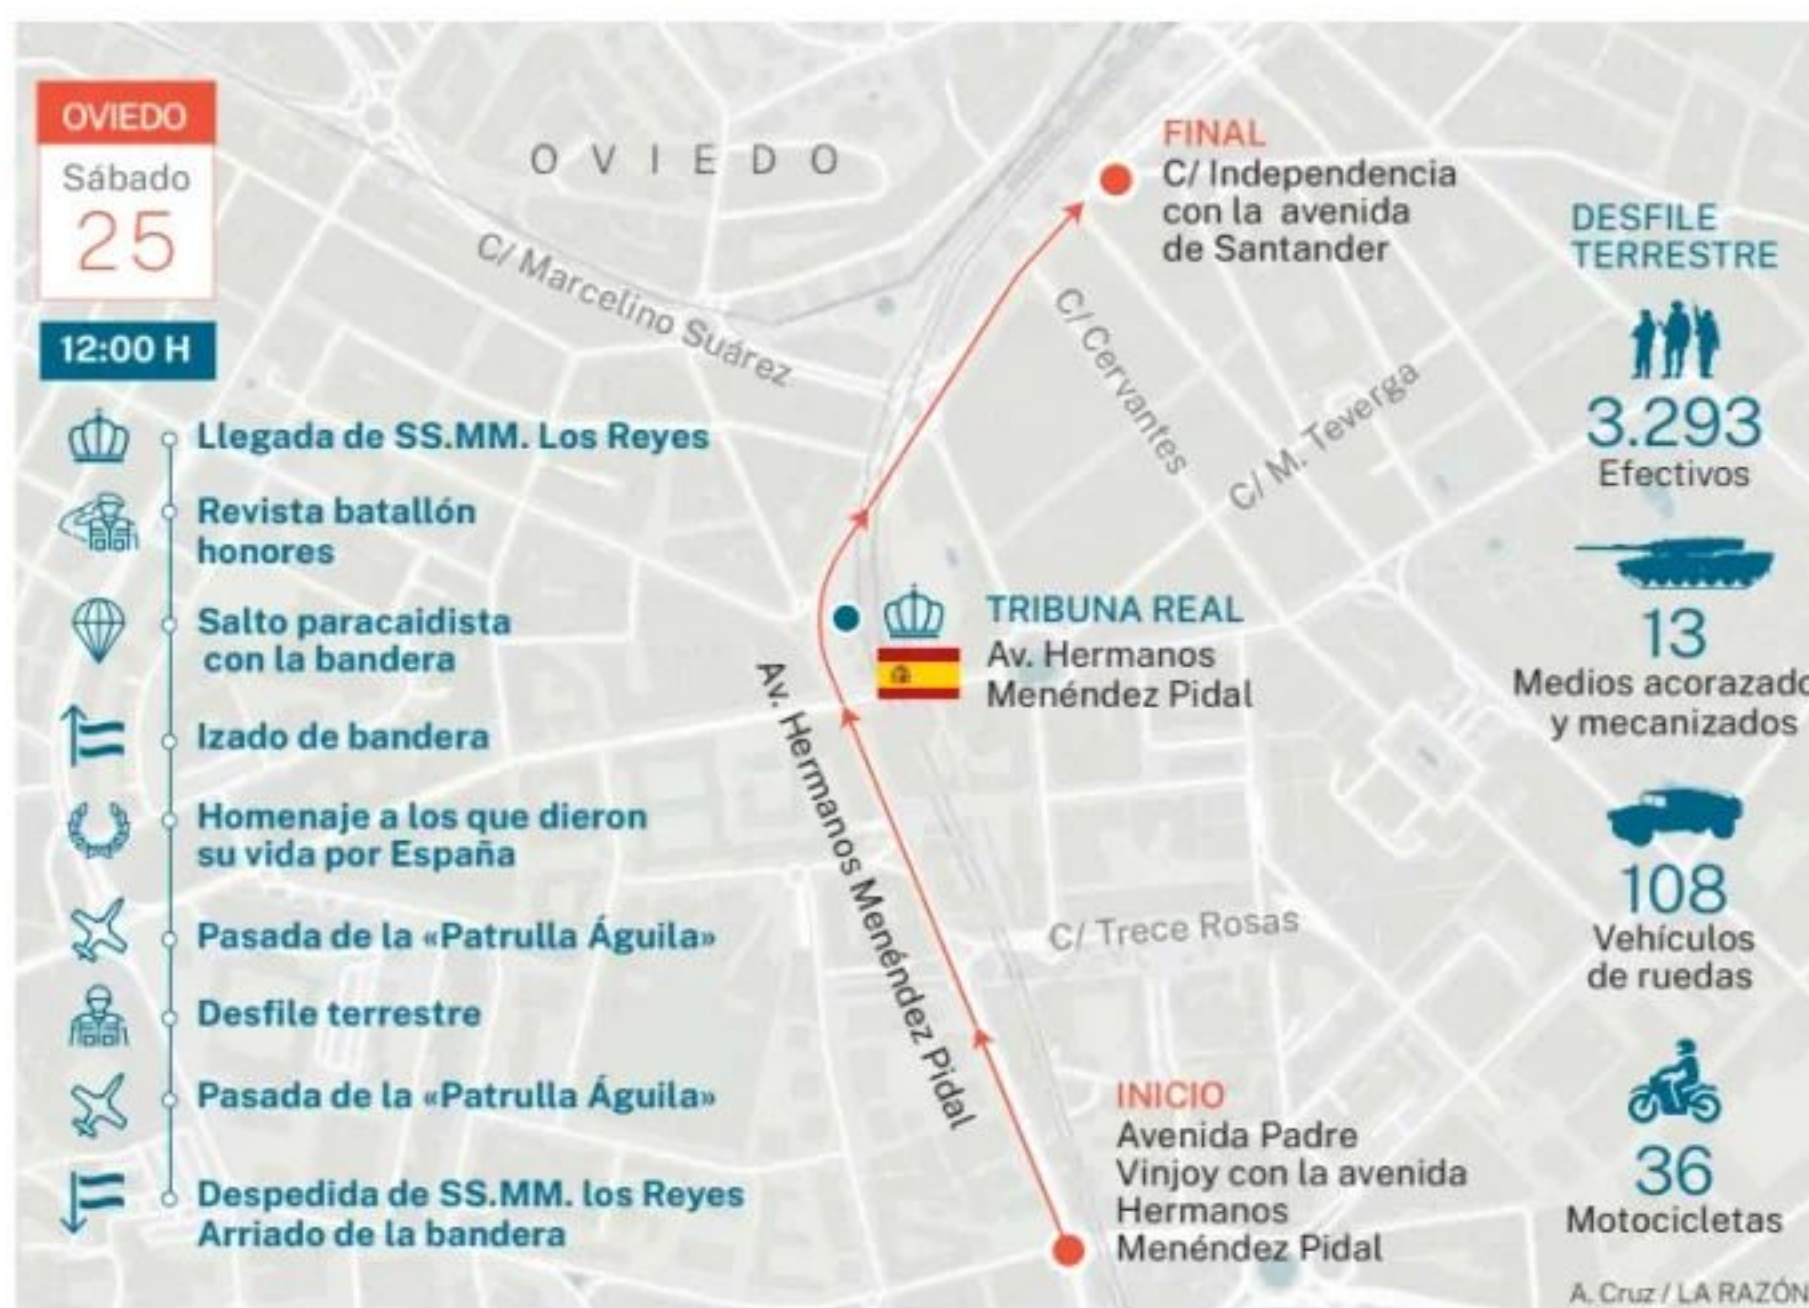 OVIEDO
Sábado
25
12:00 H
Llegada de SS.MM. Los Reyes
Revista batallón
honores
Salto paracaidista
con la bandera
Izado de bandera
Homenaje a los que dieron
su vida por España
Pasada de la «Patrulla Águila»
Desfile terrestre
Pasada de la «Patrulla Águila»
Despedida de SS.MM. los Reyes
Arriado de la bandera
OVIEDO
C/ Marcelino Suárez
FINAL
C/ Independencia
con la avenida
de Santander
C/ Cervantes
C/ M. Teverga
TRIBUNA REAL
Av. Hermanos
Menéndez Pidal
Av. Hermanos Menéndez Pidal
C/ Trece Rosas
INICIO
Avenida Padre
Vinjoy con la avenida
Hermanos
Menéndez Pidal
DESFILE
TERRESTRE
3.293
Efectivos
13
Medios acorazado
y mecanizados
108
Vehículos
de ruedas
36
Motocicletas
A. Cruz / LA RAZÓN